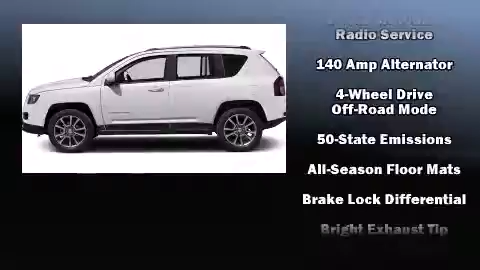 Radio Service
140 Amp Alternator
4-Wheel Drive
Off-Road Mode
50-State Emissions
All-Season Floor Mats
Brake Lock Differential
Bright Exhaust Tip